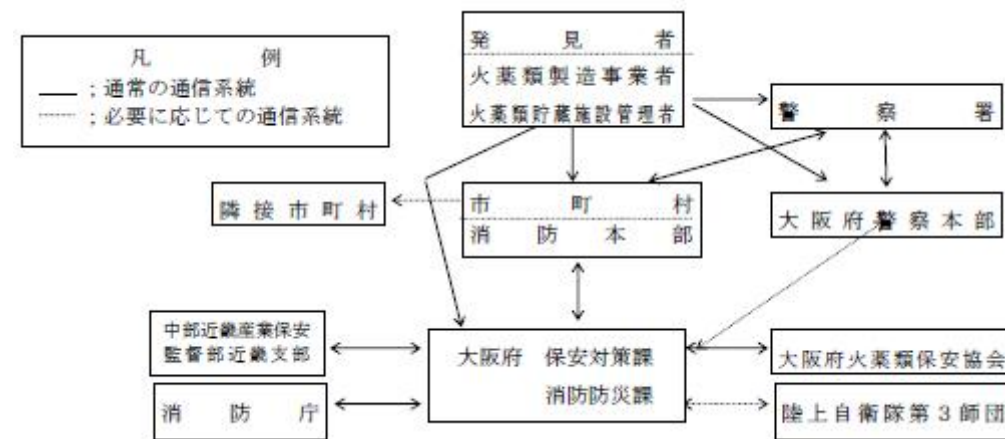 凡例
――；通常の通信系統
------；必要に応じての通信系統
発見者
火薬類製造事業者
火薬類貯蔵施設管理者
警察署
隣接市町村
市町村
消防本部
大阪府警察本部
中部近畿産業保安
監督部近畿支部
大阪府　保安対策課
消防防災課
大阪府火薬類保安協会
消防庁
陸上自衛隊第３師団